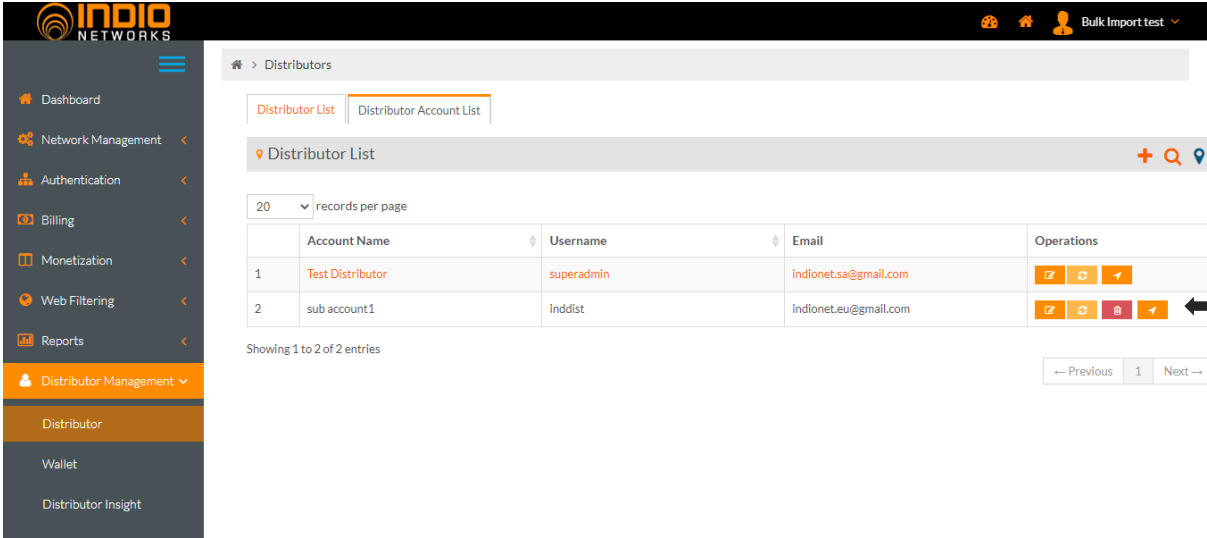 INDIO
NETWORKS
Bulk Import test
> Distributors
Dashboard
Network Management
Authentication
Billing
Monetization
Web Filtering
Reports
Distributor Management
Distributor
Wallet
Distributor Insight
Distributor List Distributor Account List
Distributor List
20 records per page
Account Name Username Email Operations
1 Test Distributor superadmin indionet.sa@gmail.com
2 sub account1 inddist indionet.eu@gmail.com
Showing 1 to 2 of 2 entries
← Previous 1 Next →